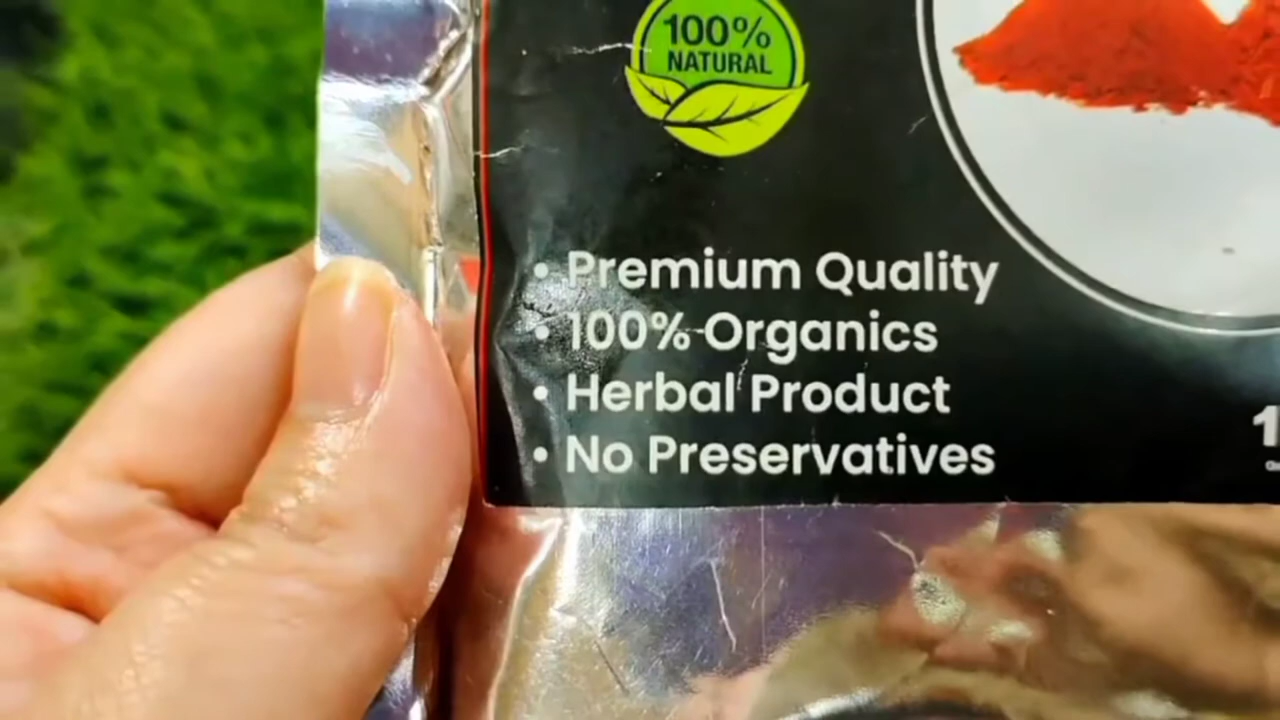 100%
NATURAL
• Premium Quality
• 100% Organics
• Herbal Product
• No Preservatives